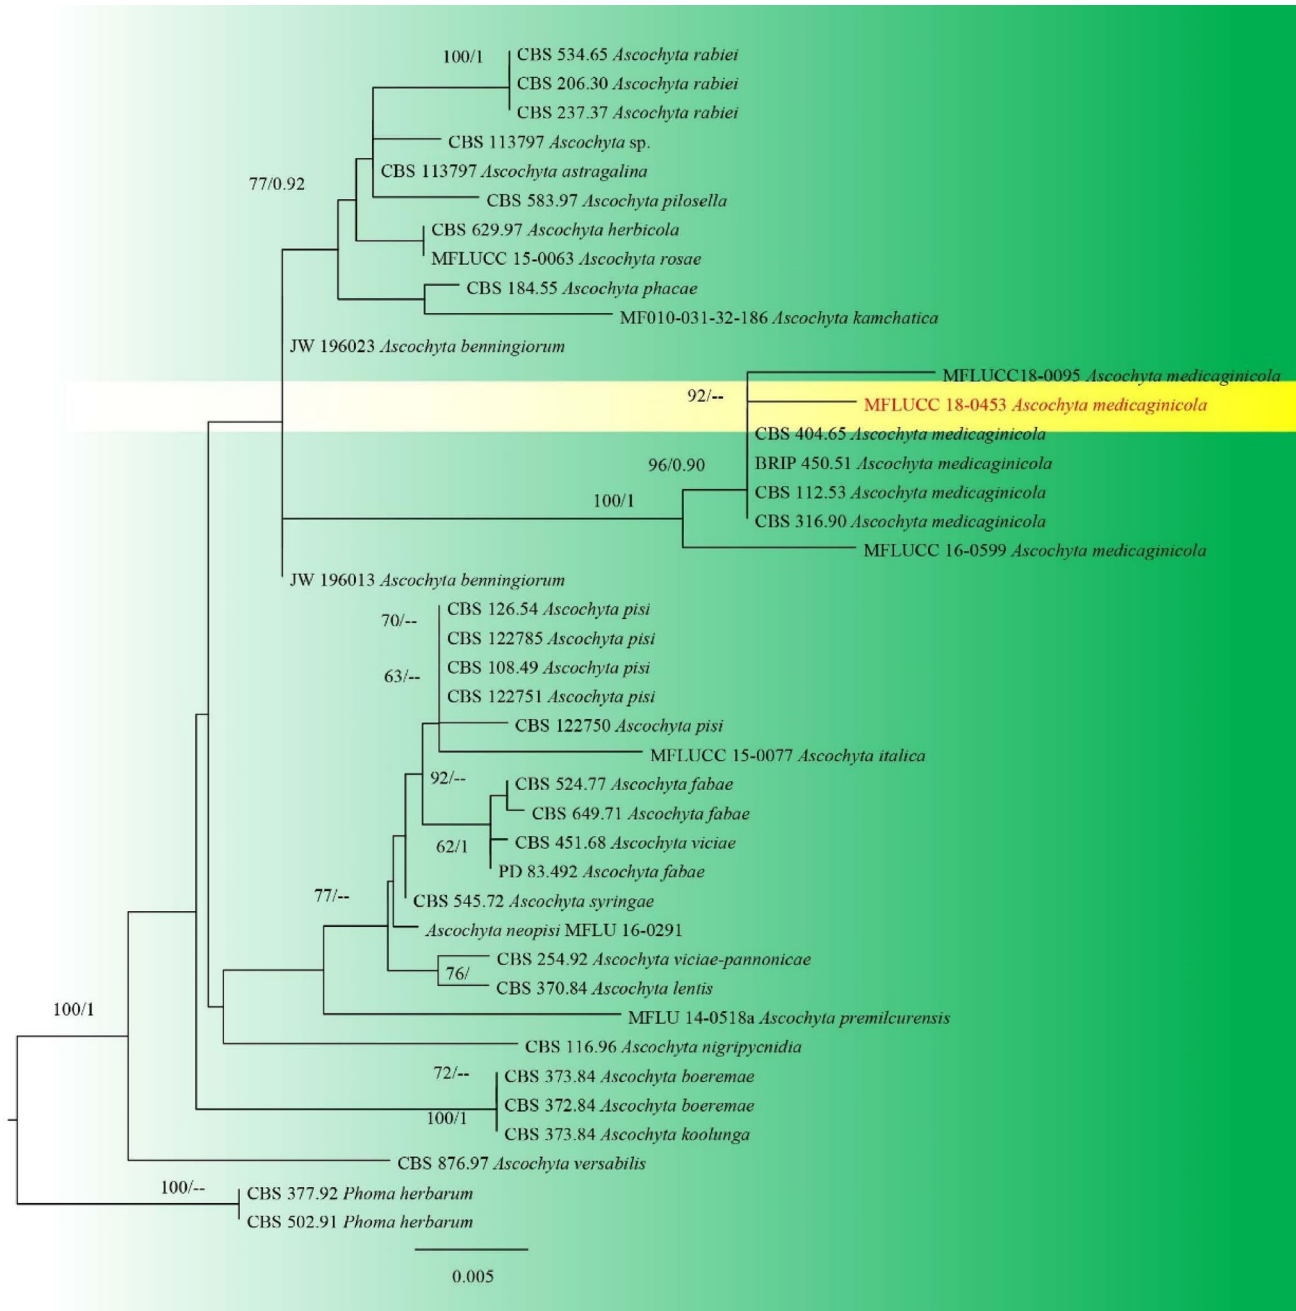 100/1
CBS 534.65 Ascochyta rabiei
CBS 206.30 Ascochyta rabiei
CBS 237.37 Ascochyta rabiei
CBS 113797 Ascochyta sp.
CBS 113797 Ascochyta astragalina
77/0.92
CBS 583.97 Ascochyta pilosella
CBS 629.97 Ascochyta herbicola
MFLUCC 15-0063 Ascochyta rosae
CBS 184.55 Ascochyta phacae
MF010-031-32-186 Ascochyta kamchatica
JW 196023 Ascochyta benningiorum
MFLUCC18-0095 Ascochyta medicaginicola
92/--
MFLUCC 18-0453 Ascochyta medicaginicola
CBS 404.65 Ascochyta medicaginicola
96/0.90
BRIP 450.51 Ascochyta medicaginicola
CBS 112.53 Ascochyta medicaginicola
100/1
CBS 316.90 Ascochyta medicaginicola
MFLUCC 16-0599 Ascochyta medicaginicola
JW 196013 Ascochyta benningiorum
CBS 126.54 Ascochyta pisi
70/--
CBS 122785 Ascochyta pisi
CBS 108.49 Ascochyta pisi
63/--
CBS 122751 Ascochyta pisi
CBS 122750 Ascochyta pisi
MFLUCC 15-0077 Ascochyta italica
92/--
CBS 524.77 Ascochyta fabae
CBS 649.71 Ascochyta fabae
62/1
CBS 451.68 Ascochyta viciae
PD 83.492 Ascochyta fabae
77/--
CBS 545.72 Ascochyta syringae
Ascochyta neopisi MFLU 16-0291
CBS 254.92 Ascochyta viciae-pannonicae
76/
CBS 370.84 Ascochyta lentis
100/1
MFLU 14-0518a Ascochyta premilcurensis
CBS 116.96 Ascochyta nigripycnidia
72/--
CBS 373.84 Ascochyta boeremae
CBS 372.84 Ascochyta boeremae
100/1
CBS 373.84 Ascochyta koolunga
CBS 876.97 Ascochyta versabilis
100/--
CBS 377.92 Phoma herbarum
CBS 502.91 Phoma herbarum
0.005